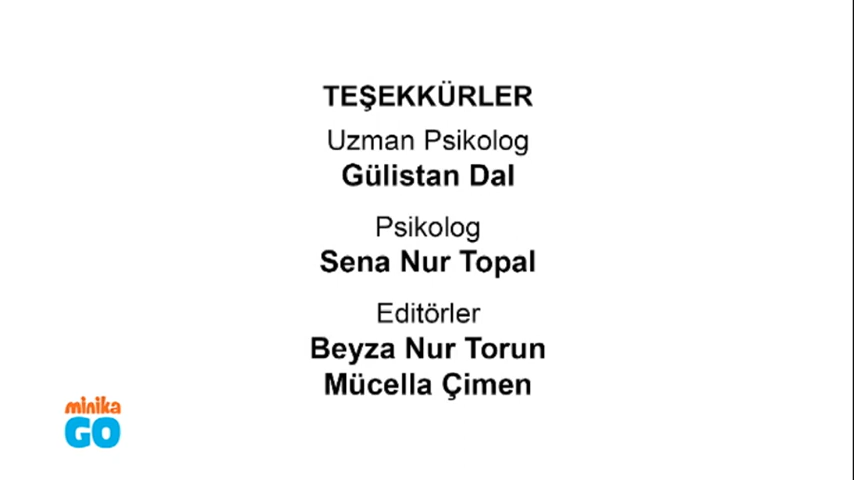 TEŞEKKÜRLER
Uzman Psikolog
Gülistan Dal
Psikolog
Sena Nur Topal
Editörler
Beyza Nur Torun
Mücella Çimen
minika
GO